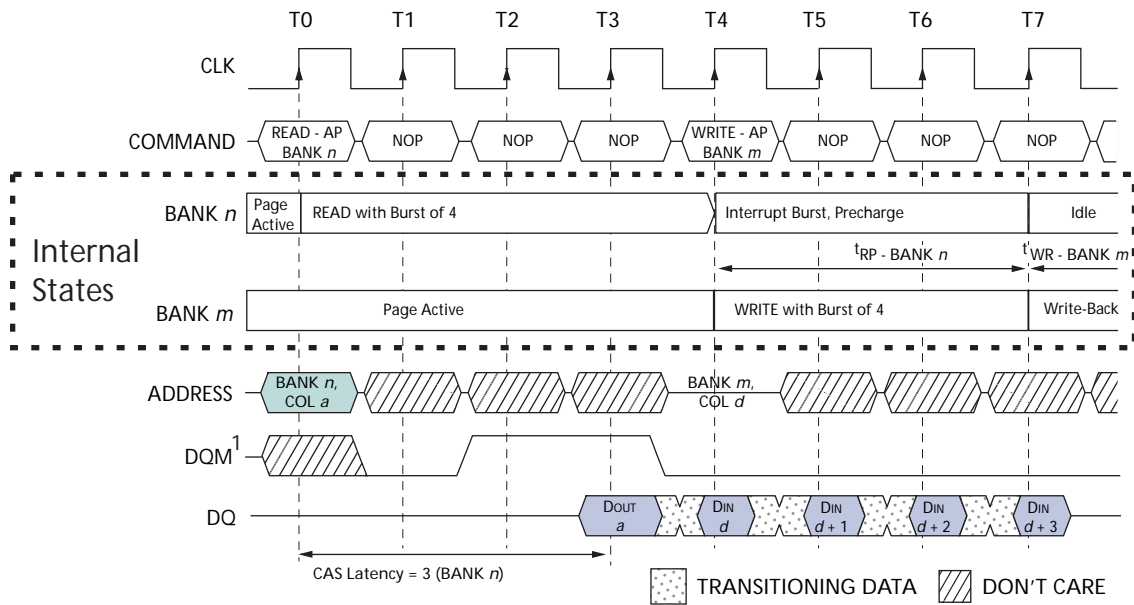 T0 T1 T2 T3 T4 T5 T6 T7
CLK
COMMAND
READ - AP
BANK n
NOP
NOP
NOP
WRITE - AP
BANK m
NOP
NOP
NOP
Internal
States
BANK n
Page
Active
READ with Burst of 4
Interrupt Burst, Precharge
Idle
tRP - BANK n
tWR - BANK m
BANK m
Page Active
WRITE with Burst of 4
Write-Back
ADDRESS
BANK n,
COL a
BANK m,
COL d
DQM1
DQ
DOUT
a
DIN
d
DIN
d + 1
DIN
d + 2
DIN
d + 3
CAS Latency = 3 (BANK n)
TRANSITIONING DATA
DON'T CARE